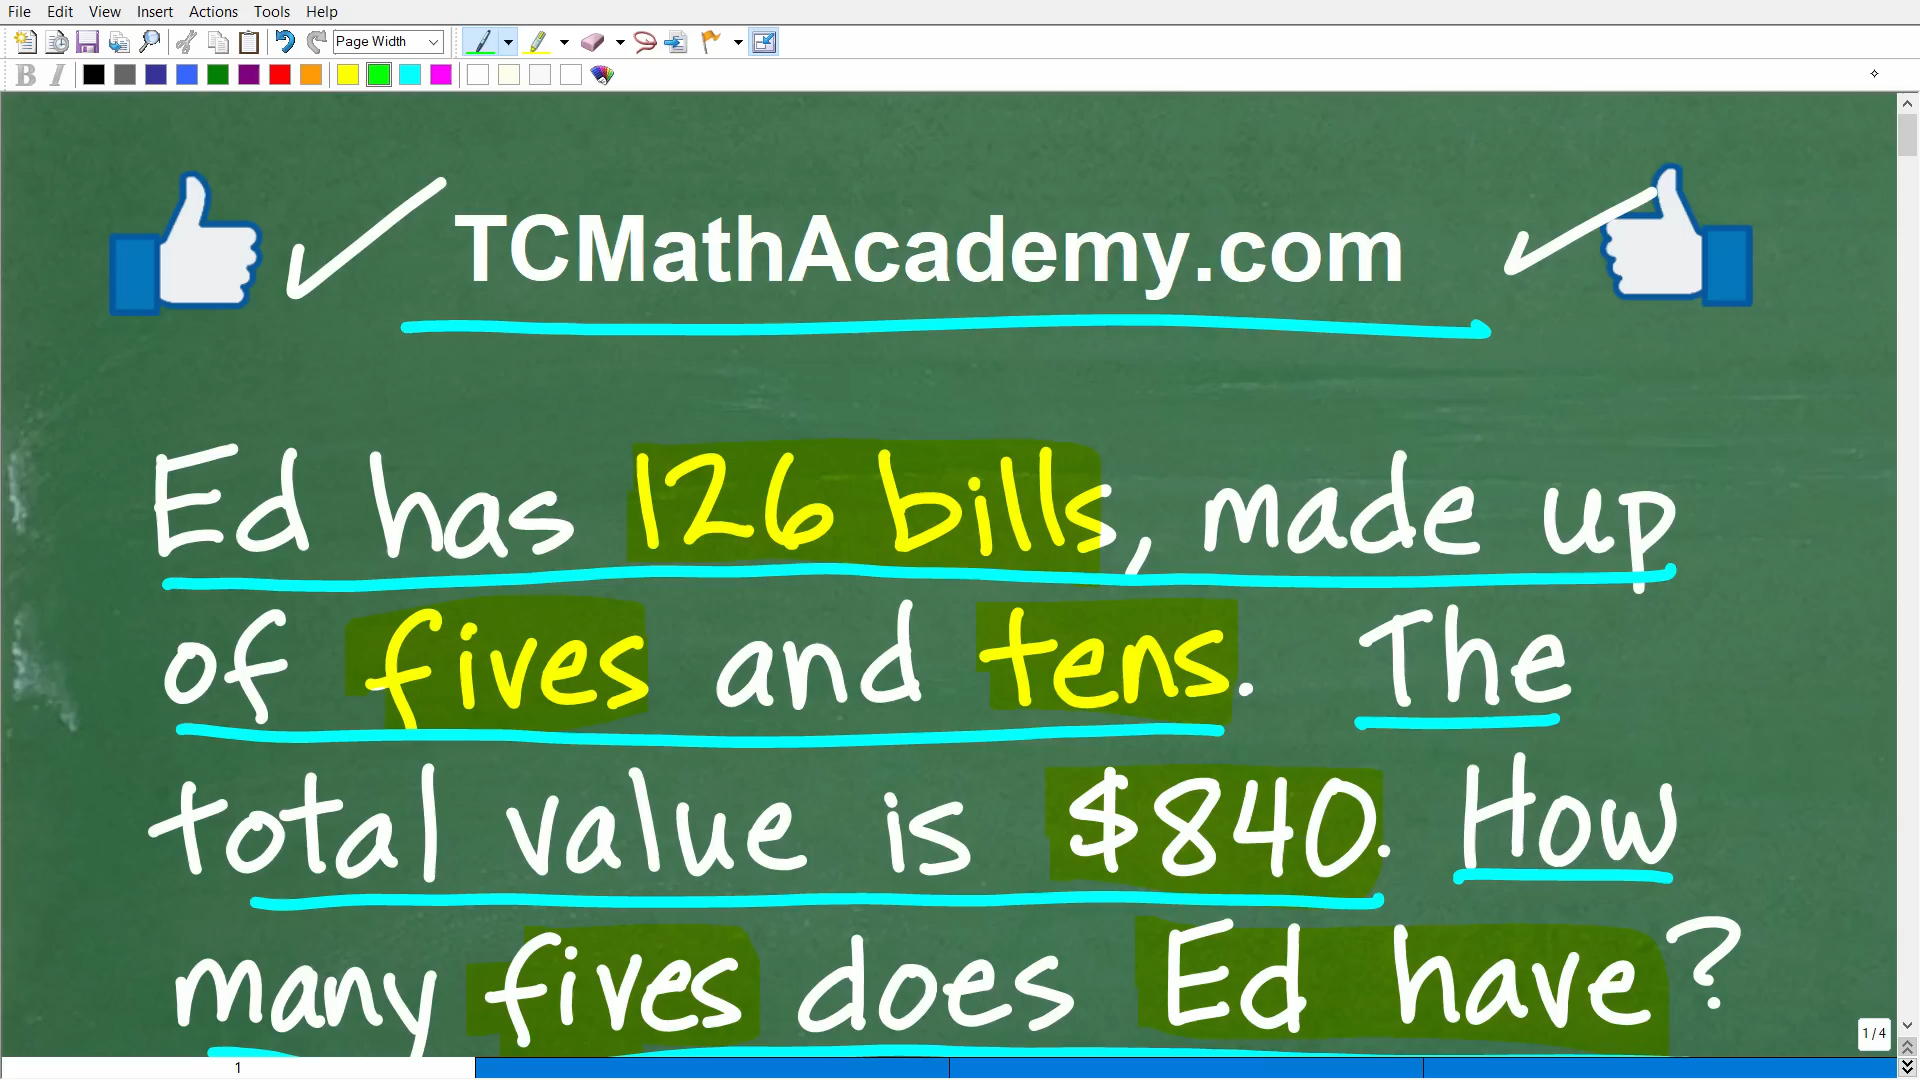 File Edit View Insert Actions Tools Help
Page Width
B I
TCMathAcademy.com
Ed has 126 bills, made up
of fives and tens. The
total value is $840. How
many fives does Ed have?
1 / 4
1